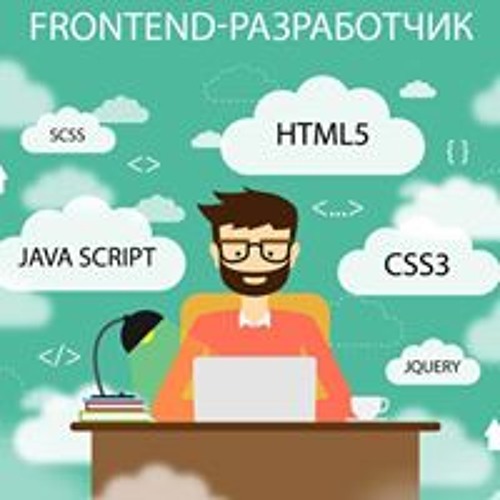 FRONTEND-РАЗРАБОТЧИК
SCSS
HTML5
<>
{}
<...>
JAVA SCRIPT
CSS3
</>
JQUERY